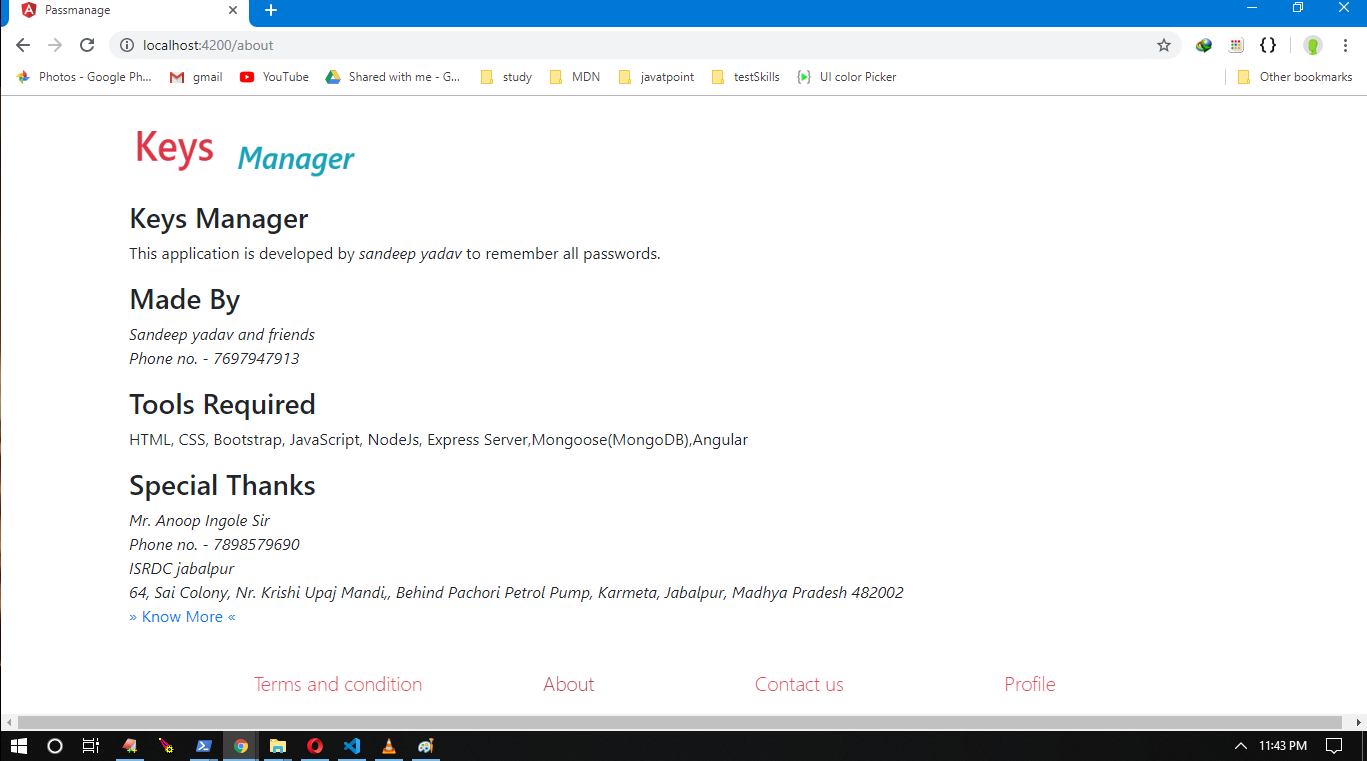 Passmanage
localhost:4200/about
Photos - Google Ph... gmail YouTube Shared with me - G... study MDN javatpoint testSkills UI color Picker Other bookmarks
Keys Manager
Keys Manager
This application is developed by sandeep yadav to remember all passwords.
Made By
Sandeep yadav and friends
Phone no. - 7697947913
Tools Required
HTML, CSS, Bootstrap, JavaScript, NodeJs, Express Server,Mongoose(MongoDB),Angular
Special Thanks
Mr. Anoop Ingole Sir
Phone no. - 7898579690
ISRDC jabalpur
64, Sai Colony, Nr. Krishi Upaj Mandi,, Behind Pachori Petrol Pump, Karmeta, Jabalpur, Madhya Pradesh 482002
» Know More «
Terms and condition About Contact us Profile
11:43 PM